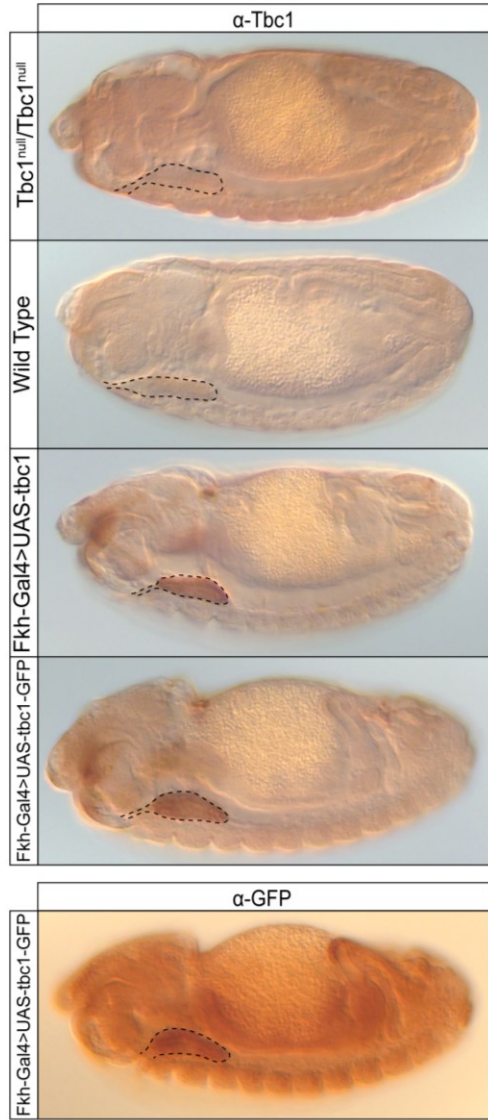 α-Tbc1
Tbc1null/Tbc1null
Wild Type
Fkh-Gal4>UAS-tbc1
Fkh-Gal4>UAS-tbc1-GFP
α-GFP
Fkh-Gal4>UAS-tbc1-GFP